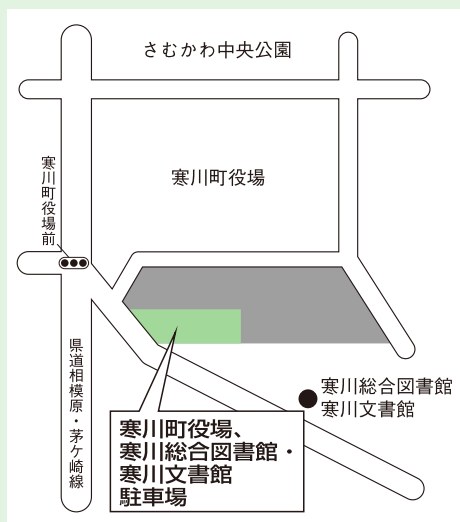 さむかわ中央公園
寒川町役場
寒川町役場前
県道相模原・茅ケ崎線
寒川総合図書館
寒川文書館
寒川町役場、
寒川総合図書館・
寒川文書館
駐車場